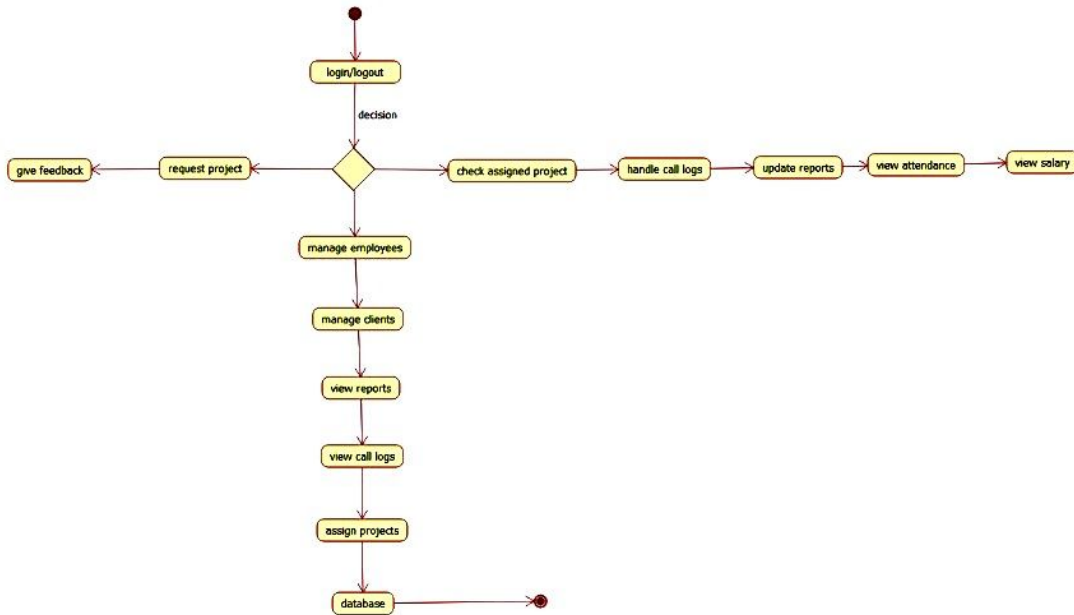 login/logout
decision
give feedback
request project
check assigned project
handle call logs
update reports
view attendance
view salary
manage employees
manage clients
view reports
view call logs
assign projects
database